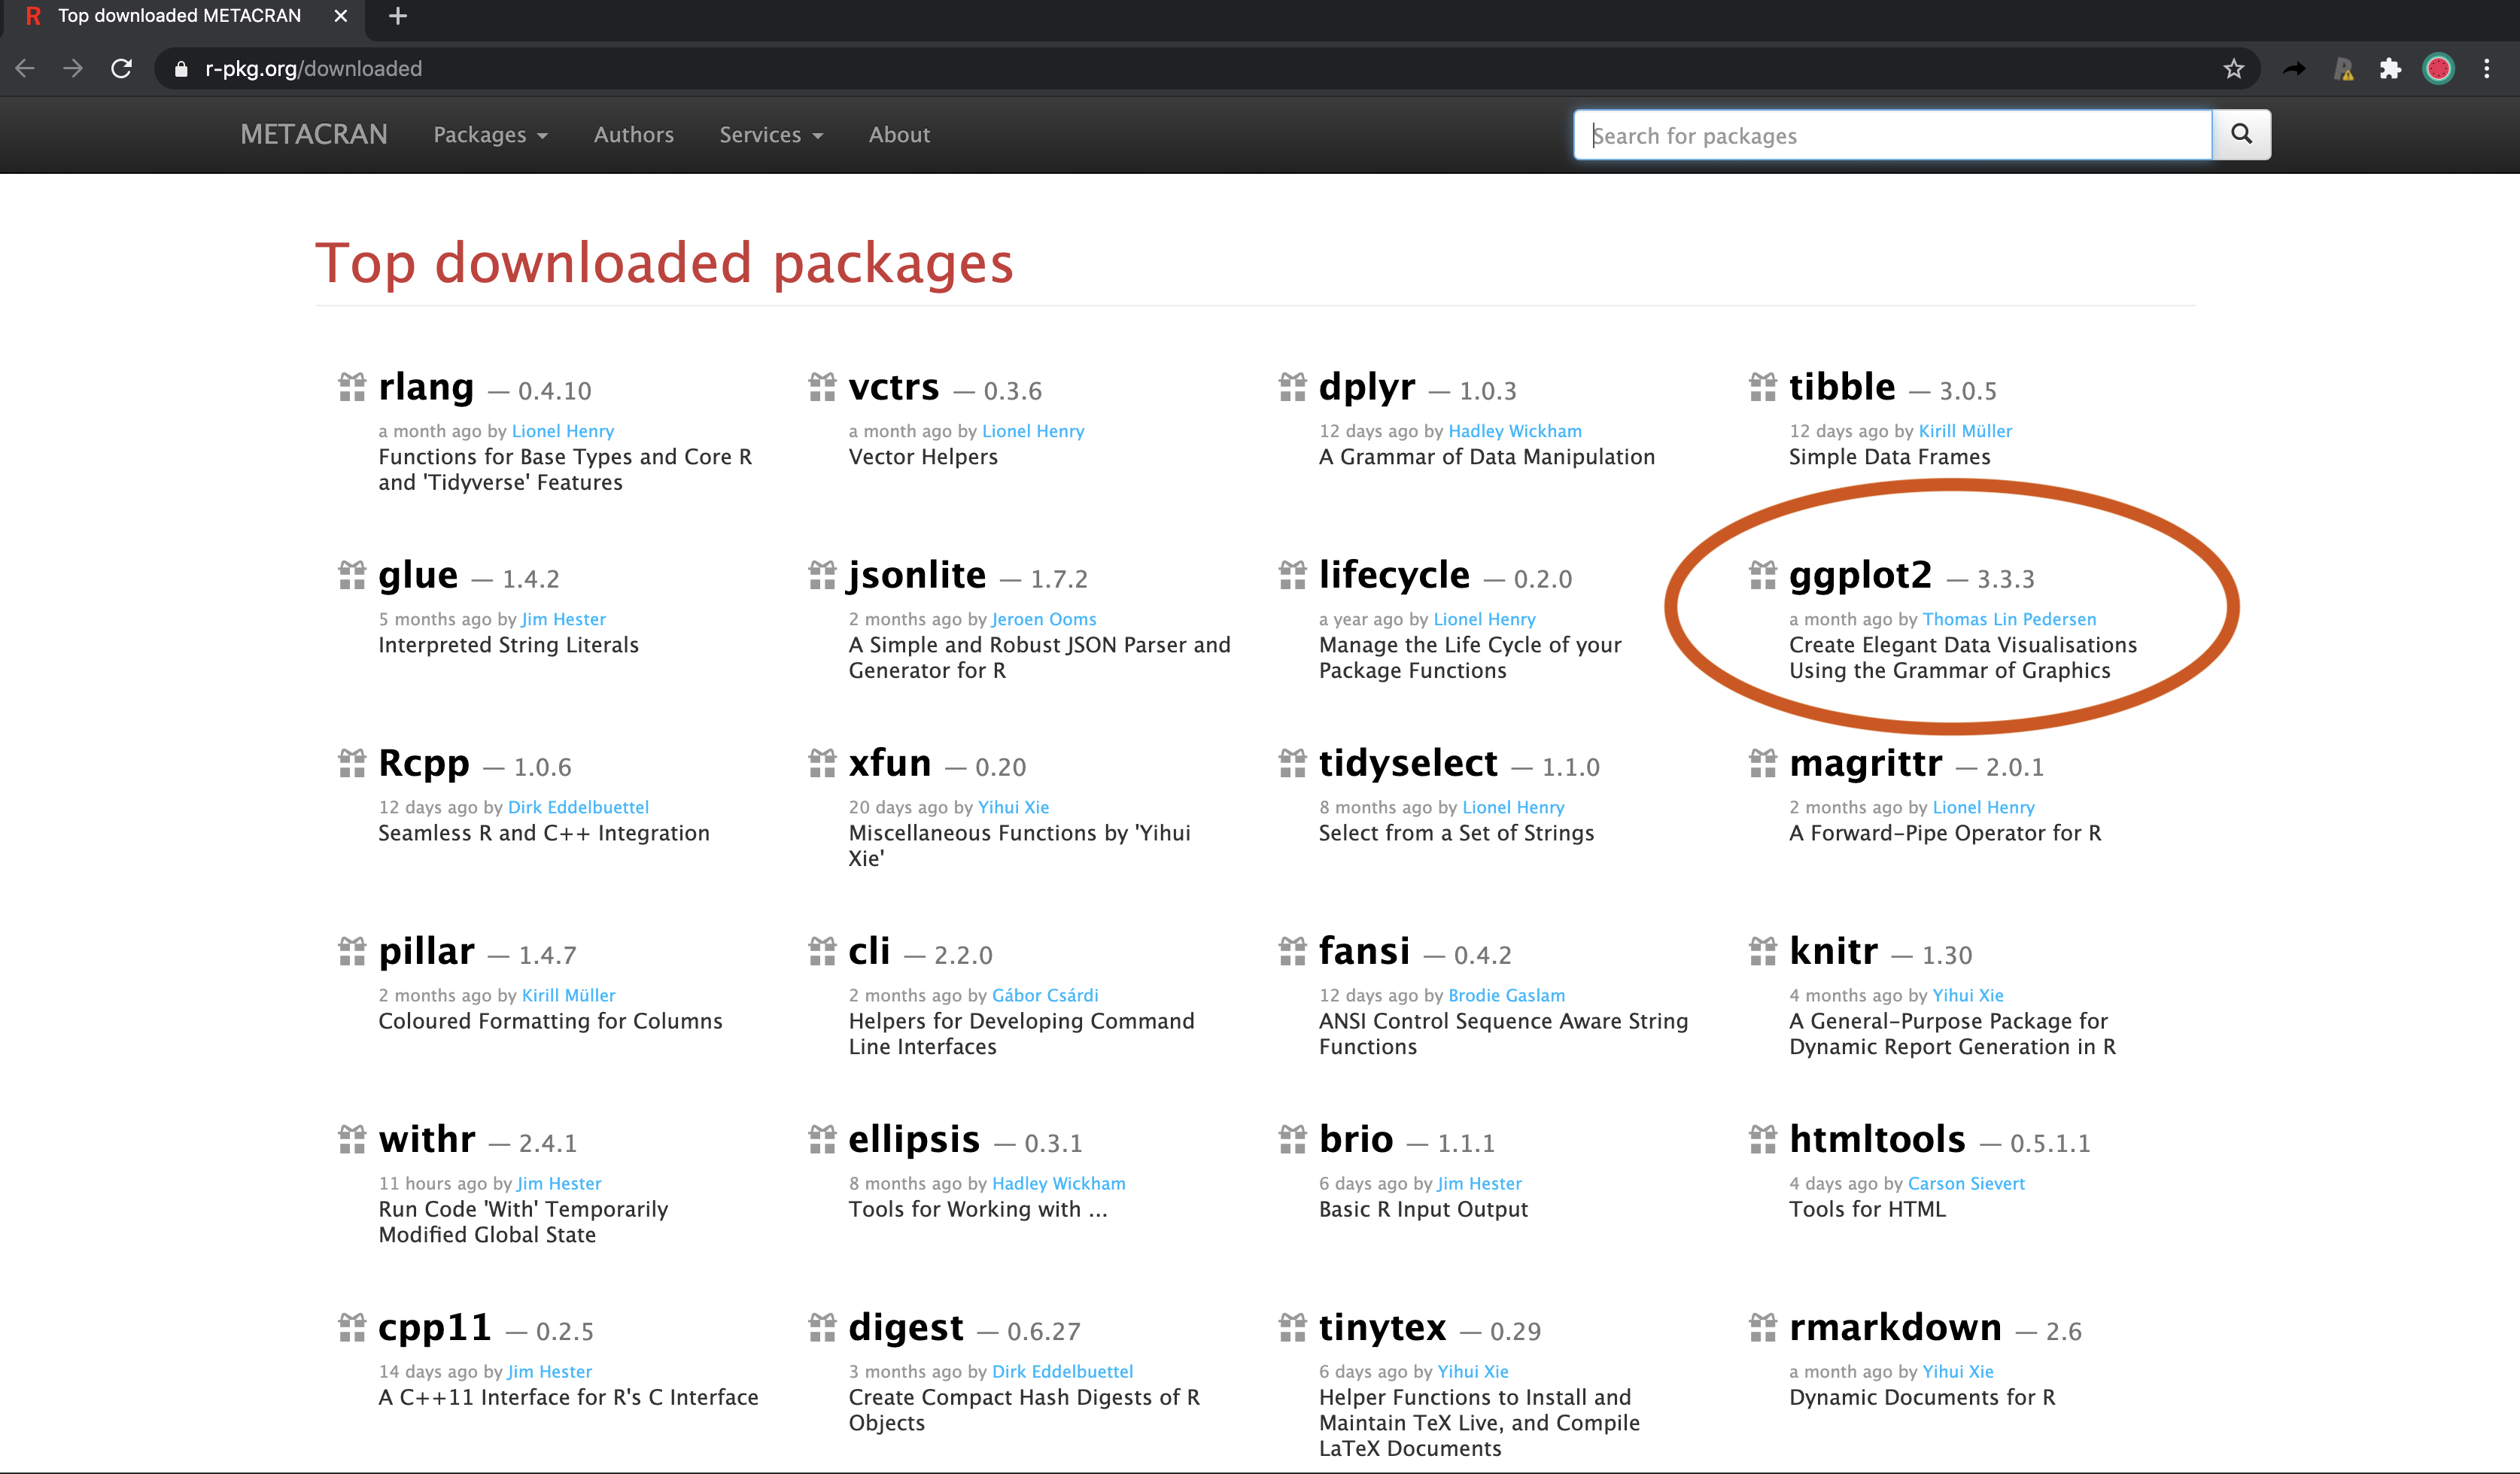 Top downloaded METACRAN
r-pkg.org/downloaded
METACRAN Packages Authors Services About Search for packages
Top downloaded packages
rlang — 0.4.10
a month ago by Lionel Henry
Functions for Base Types and Core R
and 'Tidyverse' Features
vctrs — 0.3.6
a month ago by Lionel Henry
Vector Helpers
dplyr — 1.0.3
12 days ago by Hadley Wickham
A Grammar of Data Manipulation
tibble — 3.0.5
12 days ago by Kirill Müller
Simple Data Frames
glue — 1.4.2
5 months ago by Jim Hester
Interpreted String Literals
jsonlite — 1.7.2
2 months ago by Jeroen Ooms
A Simple and Robust JSON Parser and
Generator for R
lifecycle — 0.2.0
a year ago by Lionel Henry
Manage the Life Cycle of your
Package Functions
ggplot2 — 3.3.3
a month ago by Thomas Lin Pedersen
Create Elegant Data Visualisations
Using the Grammar of Graphics
Rcpp — 1.0.6
12 days ago by Dirk Eddelbuettel
Seamless R and C++ Integration
xfun — 0.20
20 days ago by Yihui Xie
Miscellaneous Functions by 'Yihui
Xie'
tidyselect — 1.1.0
8 months ago by Lionel Henry
Select from a Set of Strings
magrittr — 2.0.1
2 months ago by Lionel Henry
A Forward-Pipe Operator for R
pillar — 1.4.7
2 months ago by Kirill Müller
Coloured Formatting for Columns
cli — 2.2.0
2 months ago by Gábor Csárdi
Helpers for Developing Command
Line Interfaces
fansi — 0.4.2
12 days ago by Brodie Gaslam
ANSI Control Sequence Aware String
Functions
knitr — 1.30
4 months ago by Yihui Xie
A General-Purpose Package for
Dynamic Report Generation in R
withr — 2.4.1
11 hours ago by Jim Hester
Run Code 'With' Temporarily
Modified Global State
ellipsis — 0.3.1
8 months ago by Hadley Wickham
Tools for Working with ...
brio — 1.1.1
6 days ago by Jim Hester
Basic R Input Output
htmltools — 0.5.1.1
4 days ago by Carson Sievert
Tools for HTML
cpp11 — 0.2.5
14 days ago by Jim Hester
A C++11 Interface for R's C Interface
digest — 0.6.27
3 months ago by Dirk Eddelbuettel
Create Compact Hash Digests of R
Objects
tinytex — 0.29
6 days ago by Yihui Xie
Helper Functions to Install and
Maintain TeX Live, and Compile
LaTeX Documents
rmarkdown — 2.6
a month ago by Yihui Xie
Dynamic Documents for R